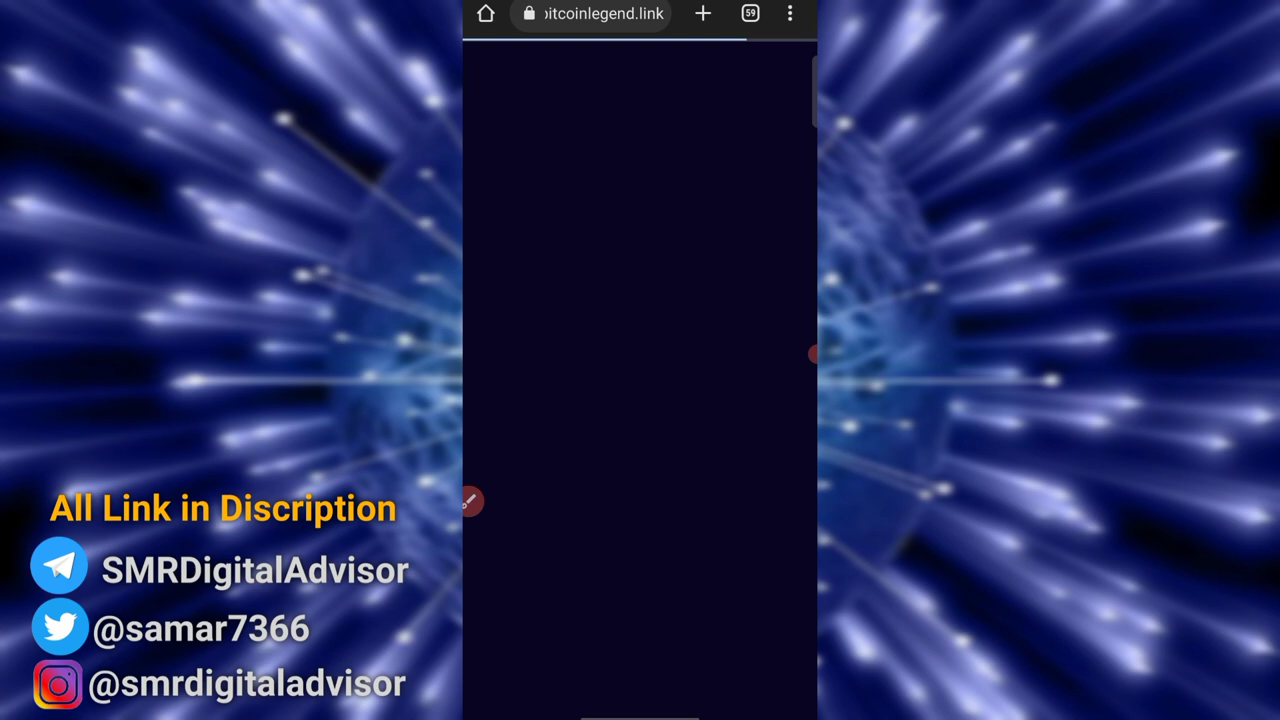 itcoinlegend.link
59
All Link in Discription
SMRDigitalAdvisor
@samar7366
@smrdigitaladvisor